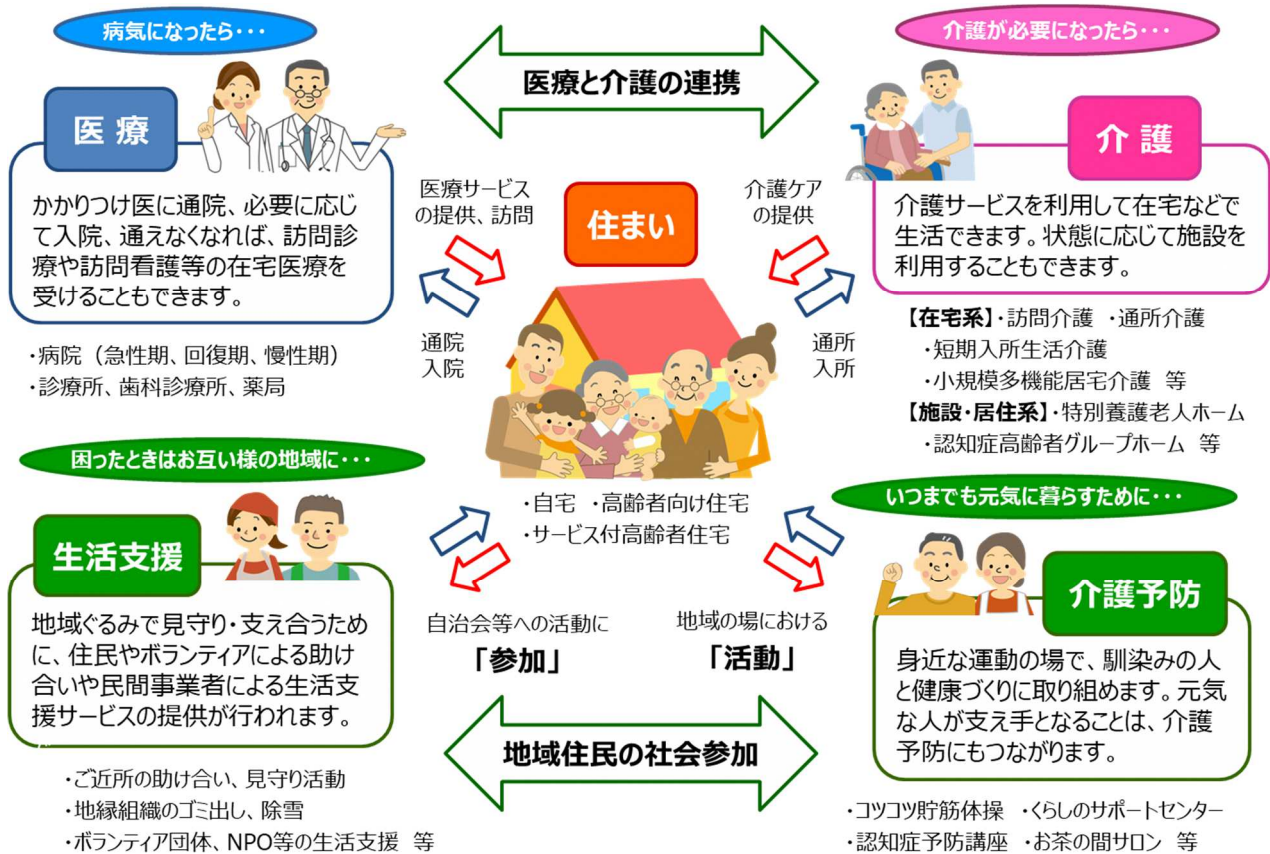 病気になったら・・・
医療
かかりつけ医に通院、必要に応じ
て入院、通えなくなれば、訪問診
療や訪問看護等の在宅医療を
受けることもできます。
・病院（急性期、回復期、慢性期）
・診療所、歯科診療所、薬局
医療と介護の連携
介護が必要になったら・・・
介護
介護サービスを利用して在宅などで
生活できます。状態に応じて施設を
利用することもできます。
【在宅系】・訪問介護 ・通所介護
・短期入所生活介護
・小規模多機能居宅介護 等
【施設・居住系】・特別養護老人ホーム
・認知症高齢者グループホーム 等
医療サービス
の提供、訪問
通院
入院
住まい
介護ケア
の提供
通所
入所
・自宅 ・高齢者向け住宅
・サービス付高齢者住宅
困ったときはお互い様の地域に・・・
生活支援
地域ぐるみで見守り・支え合うため
に、住民やボランティアによる助け
合いや民間事業者による生活支
援サービスの提供が行われます。
・ご近所の助け合い、見守り活動
・地縁組織のゴミ出し、除雪
・ボランティア団体、NPO等の生活支援 等
自治会等への活動に
「参加」
地域の場における
「活動」
地域住民の社会参加
いつまでも元気に暮らすために・・・
介護予防
身近な運動の場で、馴染みの人
と健康づくりに取り組めます。元気
な人が支え手となることは、介護
予防にもつながります。
・コツコツ貯筋体操 ・くらしのサポートセンター
・認知症予防講座 ・お茶の間サロン 等